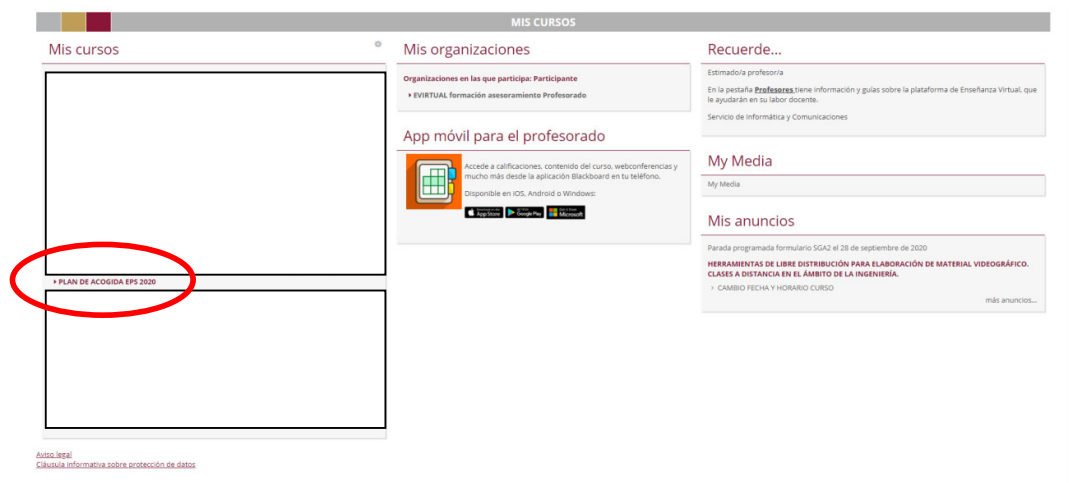 MIS CURSOS
Mis cursos
PLAN DE ACOGIDA EPS 2020
Mis organizaciones
Organizaciones en las que participa: Participante
EVIRTUAL formación asesoramiento Profesorado
App móvil para el profesorado
Accede a calificaciones, contenido del curso, webconferencias y
mucho más desde la aplicación Blackboard en tu teléfono.
Disponible en iOS, Android o Windows:
App Store Google Play Microsoft
Recuerde...
Estimado/a profesor/a
En la pestaña Profesores tiene información y guías sobre la plataforma de Enseñanza Virtual, que
le ayudarán en su labor docente.
Servicio de Informática y Comunicaciones
My Media
My Media
Mis anuncios
Parada programada formulario SGA2 el 28 de septiembre de 2020
HERRAMIENTAS DE LIBRE DISTRIBUCIÓN PARA ELABORACIÓN DE MATERIAL VIDEOGRÁFICO.
CLASES A DISTANCIA EN EL ÁMBITO DE LA INGENIERÍA.
CAMBIO FECHA Y HORARIO CURSO
más anuncios...
Aviso legal
Cláusula informativa sobre protección de datos